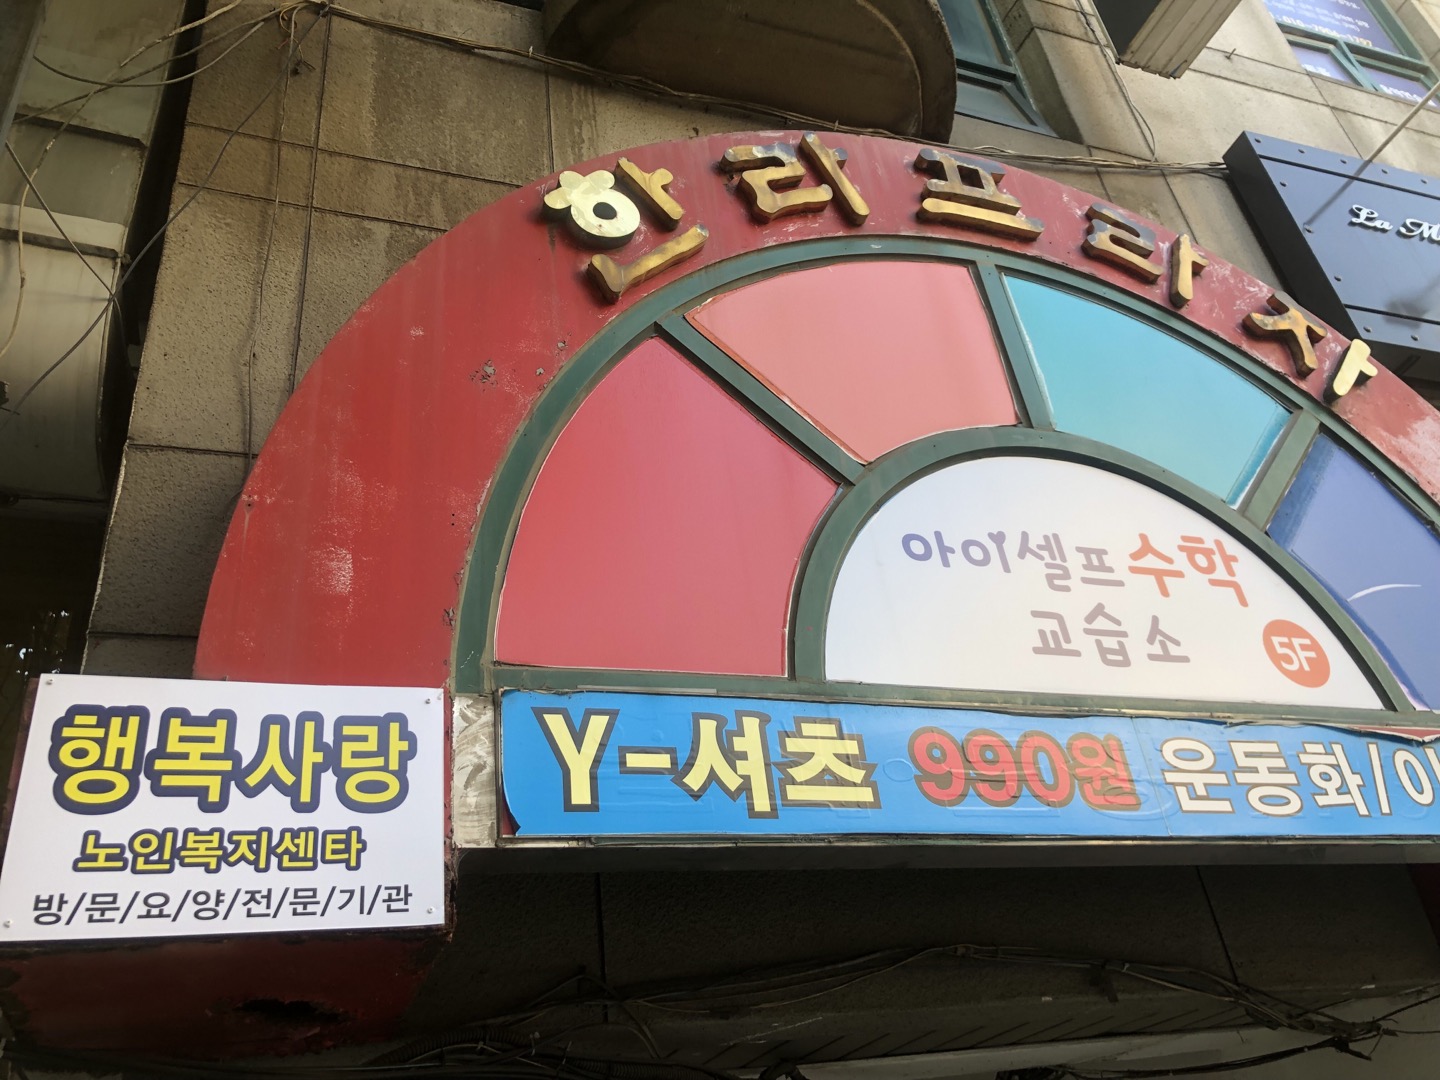 한라프라자
La
아이셀프수학
교습소
5F
Y-셔츠 990원 운동화/이
행복사랑
노인복지센타
방/문/요/양/전/문/기/관